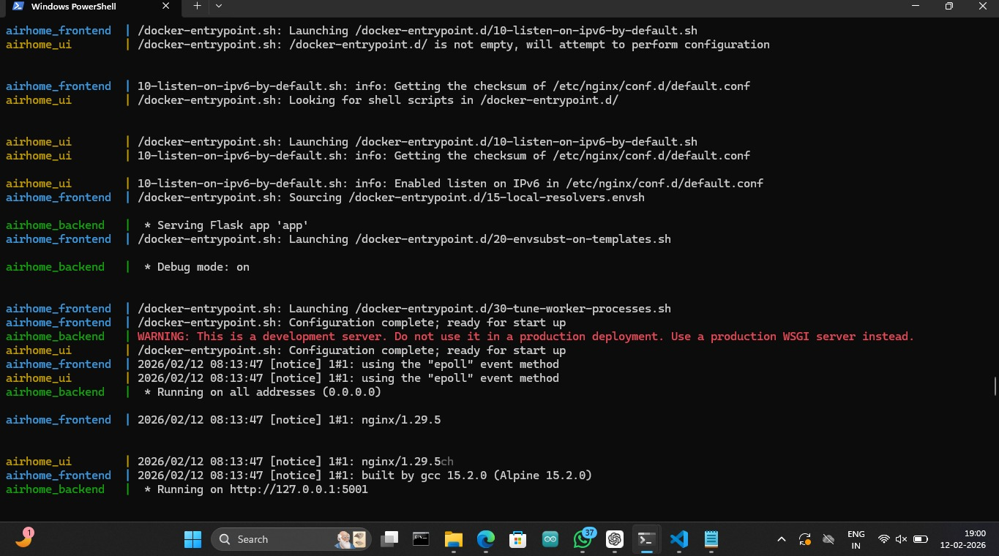 Windows PowerShell
airhome_frontend | /docker-entrypoint.sh: Launching /docker-entrypoint.d/10-listen-on-ipv6-by-default.sh
airhome_ui | /docker-entrypoint.sh: /docker-entrypoint.d/ is not empty, will attempt to perform configuration
airhome_frontend | 10-listen-on-ipv6-by-default.sh: info: Getting the checksum of /etc/nginx/conf.d/default.conf
airhome_ui | /docker-entrypoint.sh: Looking for shell scripts in /docker-entrypoint.d/
airhome_ui | /docker-entrypoint.sh: Launching /docker-entrypoint.d/10-listen-on-ipv6-by-default.sh
airhome_ui | 10-listen-on-ipv6-by-default.sh: info: Getting the checksum of /etc/nginx/conf.d/default.conf
airhome_ui | 10-listen-on-ipv6-by-default.sh: info: Enabled listen on IPv6 in /etc/nginx/conf.d/default.conf
airhome_frontend | /docker-entrypoint.sh: Sourcing /docker-entrypoint.d/15-local-resolvers.envsh
airhome_backend | * Serving Flask app 'app'
airhome_frontend | /docker-entrypoint.sh: Launching /docker-entrypoint.d/20-envsubst-on-templates.sh
airhome_backend | * Debug mode: on
airhome_frontend | /docker-entrypoint.sh: Launching /docker-entrypoint.d/30-tune-worker-processes.sh
airhome_frontend | /docker-entrypoint.sh: Configuration complete; ready for start up
airhome_backend | WARNING: This is a development server. Do not use it in a production deployment. Use a production WSGI server instead.
airhome_ui | /docker-entrypoint.sh: Configuration complete; ready for start up
airhome_frontend | 2026/02/12 08:13:47 [notice] 1#1: using the "epoll" event method
airhome_ui | 2026/02/12 08:13:47 [notice] 1#1: using the "epoll" event method
airhome_backend | * Running on all addresses (0.0.0.0)
airhome_frontend | 2026/02/12 08:13:47 [notice] 1#1: nginx/1.29.5
airhome_ui | 2026/02/12 08:13:47 [notice] 1#1: nginx/1.29.5ch
airhome_frontend | 2026/02/12 08:13:47 [notice] 1#1: built by gcc 15.2.0 (Alpine 15.2.0)
airhome_backend | * Running on http://127.0.0.1:5001
1
Search
37
ENG
IN
19:00
12-02-2026